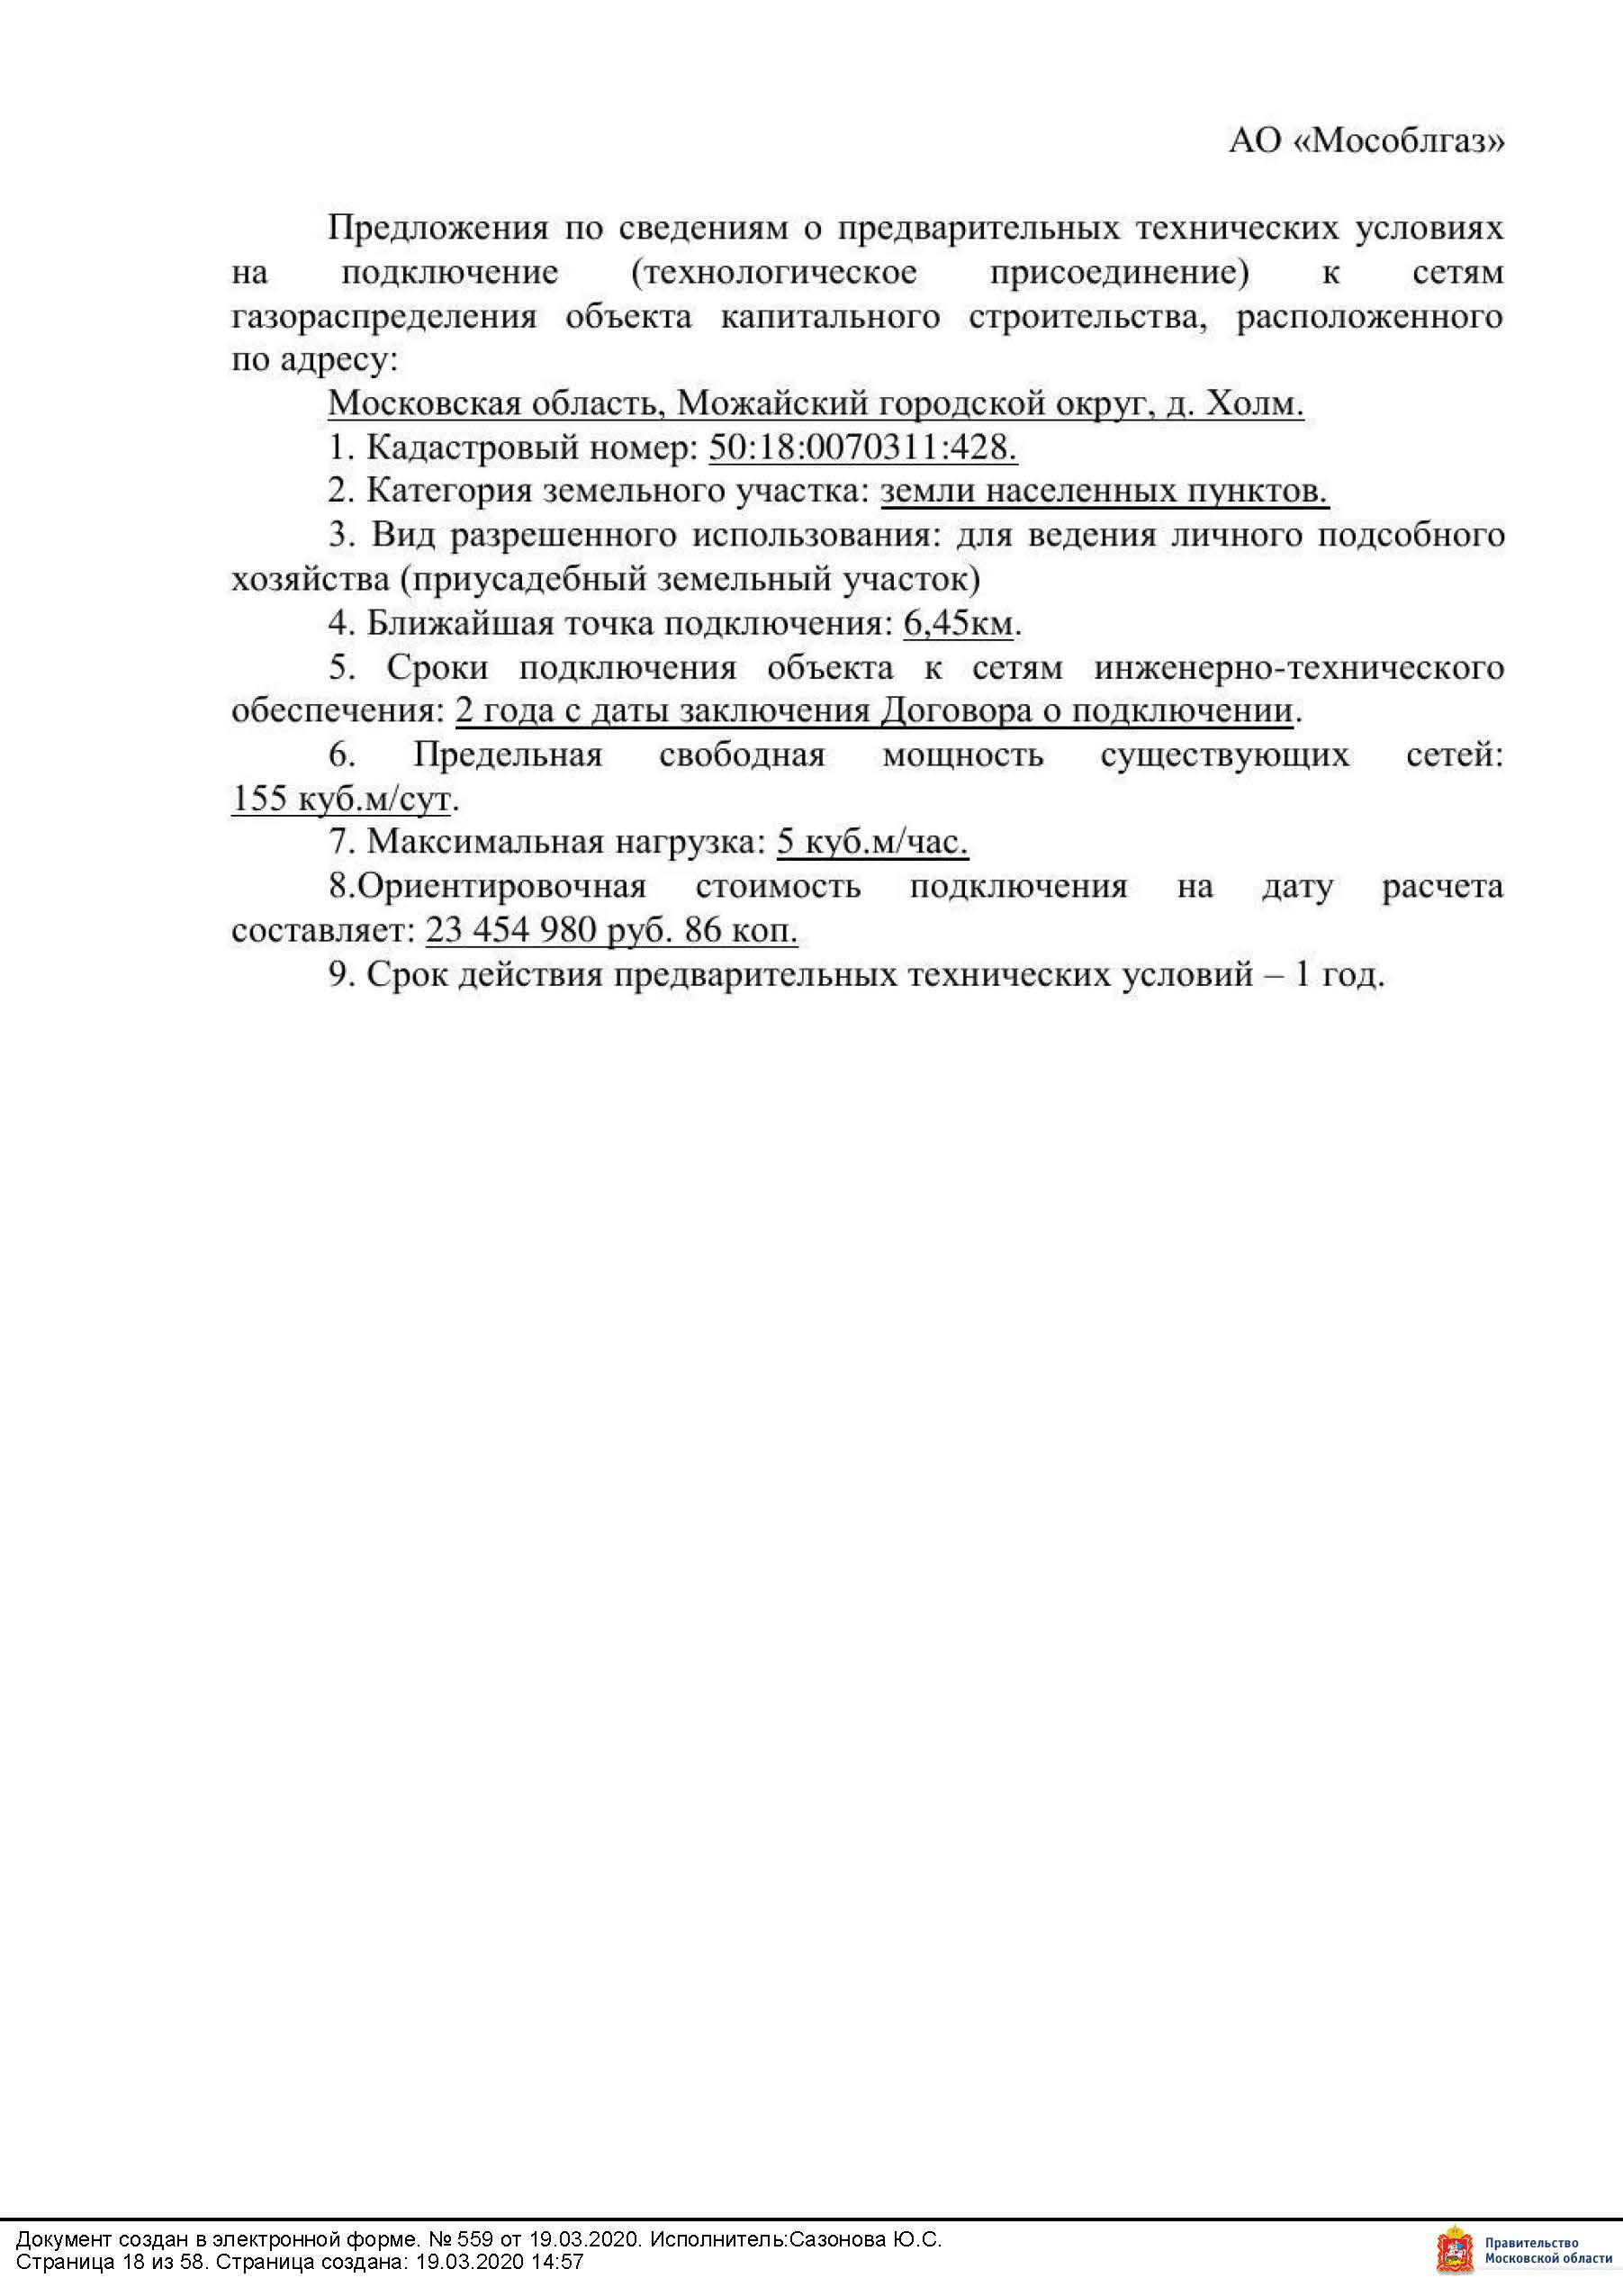 АО «Мособлгаз»
Предложения по сведениям о предварительных технических условиях
на подключение (технологическое присоединение) к сетям
газораспределения объекта капитального строительства, расположенного
по адресу:
Московская область, Можайский городской округ, д. Холм.
1. Кадастровый номер: 50:18:0070311:428.
2. Категория земельного участка: земли населенных пунктов.
3. Вид разрешенного использования: для ведения личного подсобного
хозяйства (приусадебный земельный участок)
4. Ближайшая точка подключения: 6,45км.
5. Сроки подключения объекта к сетям инженерно-технического
обеспечения: 2 года с даты заключения Договора о подключении.
6. Предельная свободная мощность существующих сетей:
155 куб.м/сут.
7. Максимальная нагрузка: 5 куб.м/час.
8.Ориентировочная стоимость подключения на дату расчета
составляет: 23 454 980 руб. 86 коп.
9. Срок действия предварительных технических условий – 1 год.
Документ создан в электронной форме. № 559 от 19.03.2020. Исполнитель:Сазонова Ю.С.
Страница 18 из 58. Страница создана: 19.03.2020 14:57
Правительство
Московской области